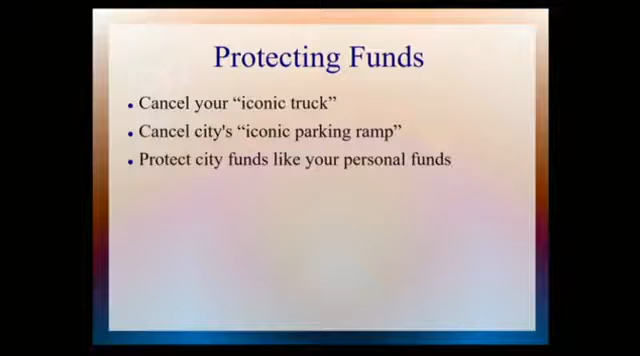 Protecting Funds
• Cancel your “iconic truck”
• Cancel city's “iconic parking ramp”
• Protect city funds like your personal funds